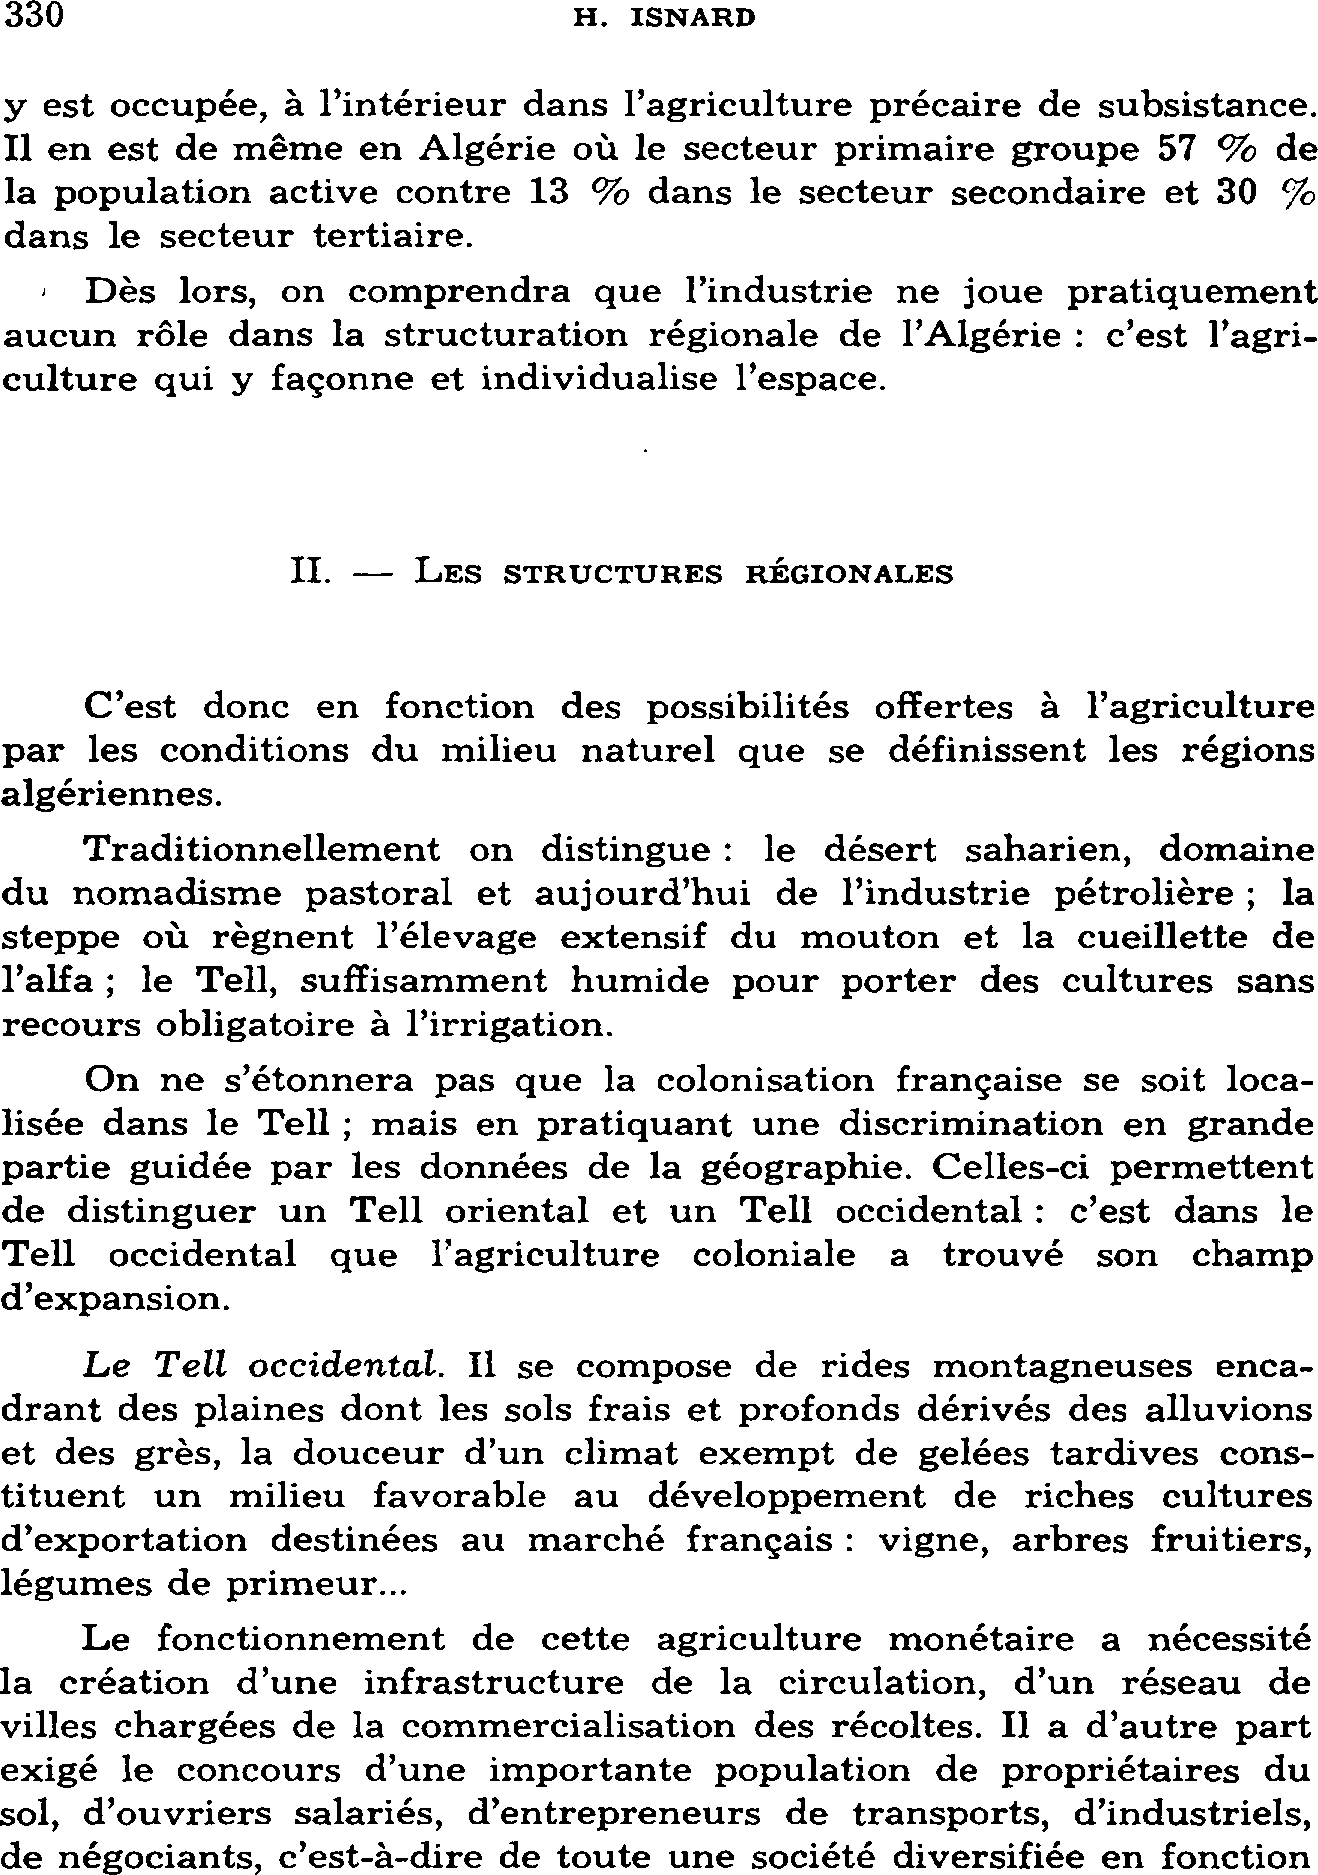 330 H. ISNARD
y est occupée, à l'intérieur dans l'agriculture précaire de subsistance.
Il en est de même en Algérie où le secteur primaire groupe 57 % de
la population active contre 13 % dans le secteur secondaire et 30 %
dans le secteur tertiaire.
Dès lors, on comprendra que l'industrie ne joue pratiquement
aucun rôle dans la structuration régionale de l'Algérie : c'est l'agri-
culture qui y façonne et individualise l'espace.
II. — LES STRUCTURES RÉGIONALES
C'est donc en fonction des possibilités offertes à l'agriculture
par les conditions du milieu naturel que se définissent les régions
algériennes.
Traditionnellement on distingue : le désert saharien, domaine
du nomadisme pastoral et aujourd'hui de l'industrie pétrolière ; la
steppe où règnent l'élevage extensif du mouton et la cueillette de
l'alfa ; le Tell, suffisamment humide pour porter des cultures sans
recours obligatoire à l'irrigation.
On ne s'étonnera pas que la colonisation française se soit loca-
lisée dans le Tell ; mais en pratiquant une discrimination en grande
partie guidée par les données de la géographie. Celles-ci permettent
de distinguer un Tell oriental et un Tell occidental : c'est dans le
Tell occidental que l'agriculture coloniale a trouvé son champ
d'expansion.
Le Tell occidental. Il se compose de rides montagneuses enca-
drant des plaines dont les sols frais et profonds dérivés des alluvions
et des grès, la douceur d'un climat exempt de gelées tardives cons-
tituent un milieu favorable au développement de riches cultures
d'exportation destinées au marché français : vigne, arbres fruitiers,
légumes de primeur...
Le fonctionnement de cette agriculture monétaire a nécessité
la création d'une infrastructure de la circulation, d'un réseau de
villes chargées de la commercialisation des récoltes. Il a d'autre part
exigé le concours d'une importante population de propriétaires du
sol, d'ouvriers salariés, d'entrepreneurs de transports, d'industriels,
de négociants, c'est-à-dire de toute une société diversifiée en fonction